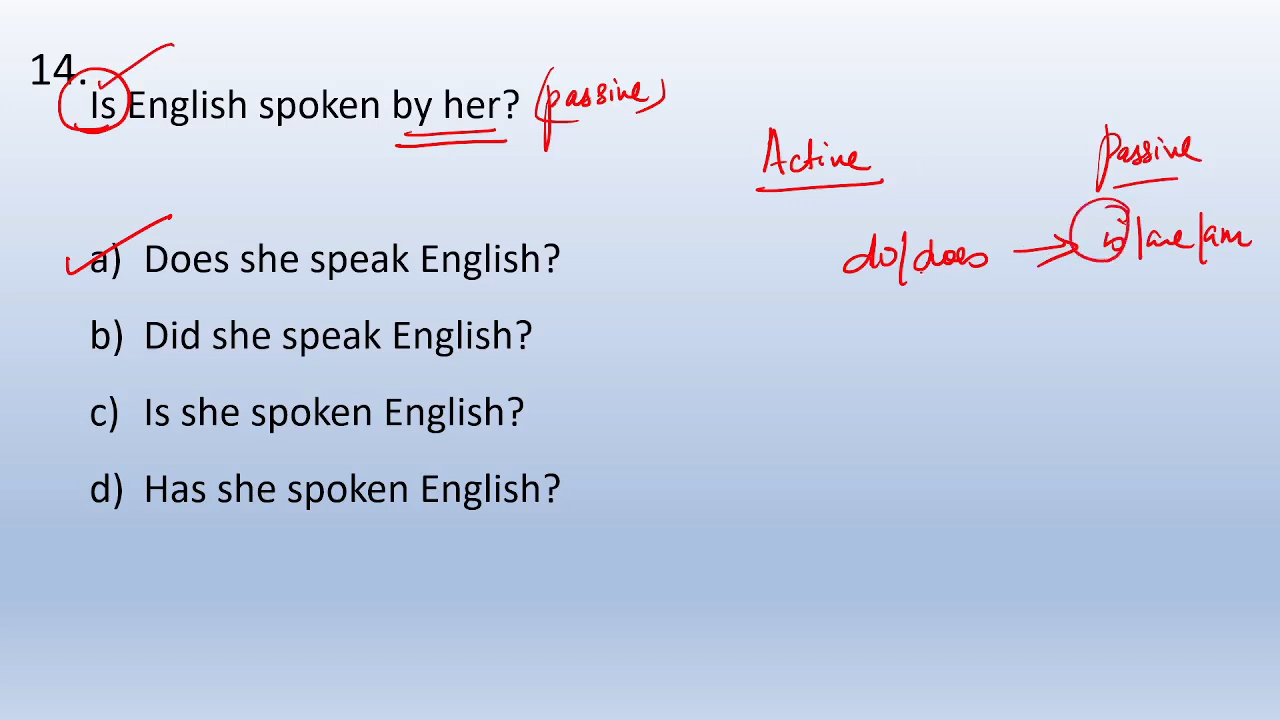 14.
Is English spoken by her? (passive)
Active
Passive
a) Does she speak English?
do/does → is/are/am
b) Did she speak English?
c) Is she spoken English?
d) Has she spoken English?